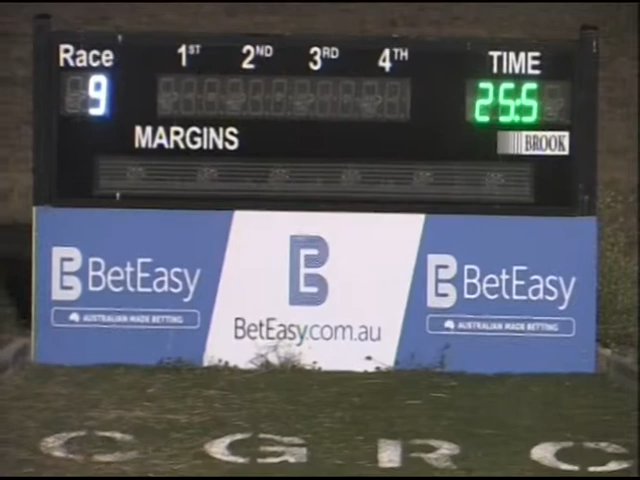 Race 1ST 2ND 3RD 4TH TIME
9 25.5
MARGINS BROOK
BetEasy BetEasy BetEasy.com.au
AUSTRALIAN MADE BETTING AUSTRALIAN MADE BETTING
C G R C